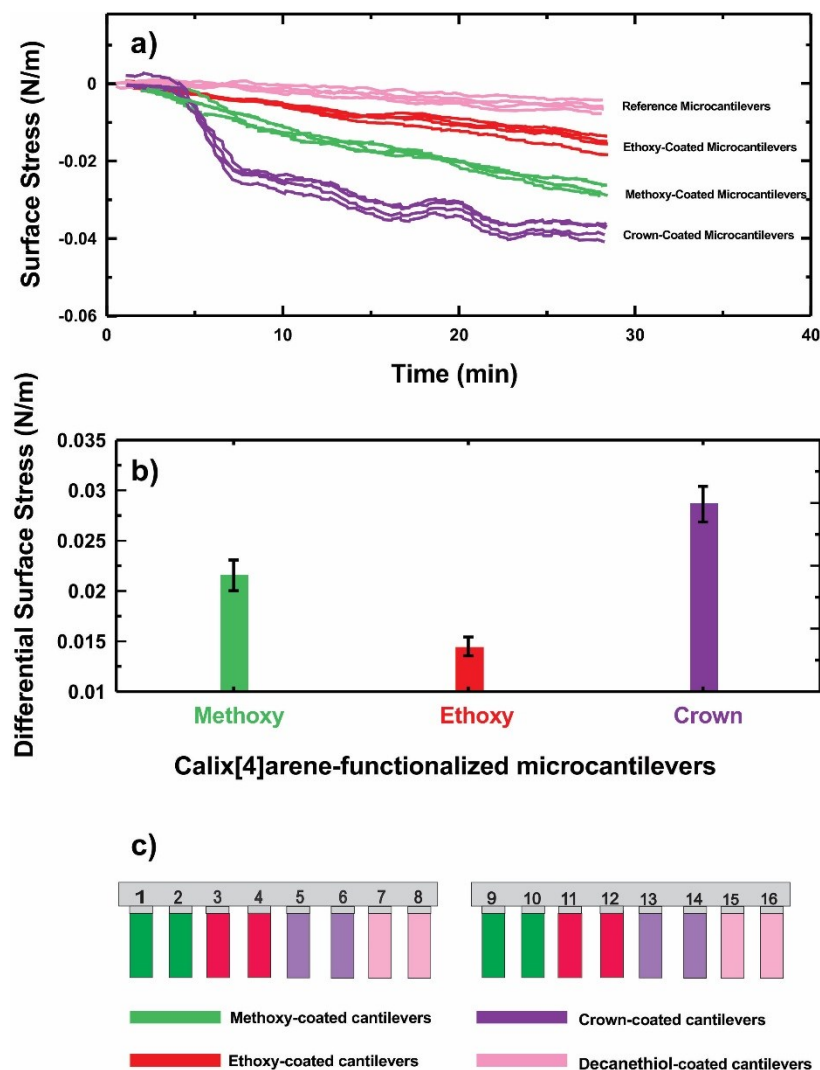 a)
Surface Stress (N/m)
0
-0.02
-0.04
-0.06
Reference Microcantilevers
Ethoxy-Coated Microcantilevers
Methoxy-Coated Microcantilevers
Crown-Coated Microcantilevers
0 10 20 30 40
Time (min)
b)
Differential Surface Stress (N/m)
0.035
0.03
0.025
0.02
0.015
0.01
Methoxy Ethoxy Crown
Calix[4]arene-functionalized microcantilevers
c)
1 2 3 4 5 6 7 8 9 10 11 12 13 14 15 16
Methoxy-coated cantilevers Crown-coated cantilevers
Ethoxy-coated cantilevers Decanethiol-coated cantilevers